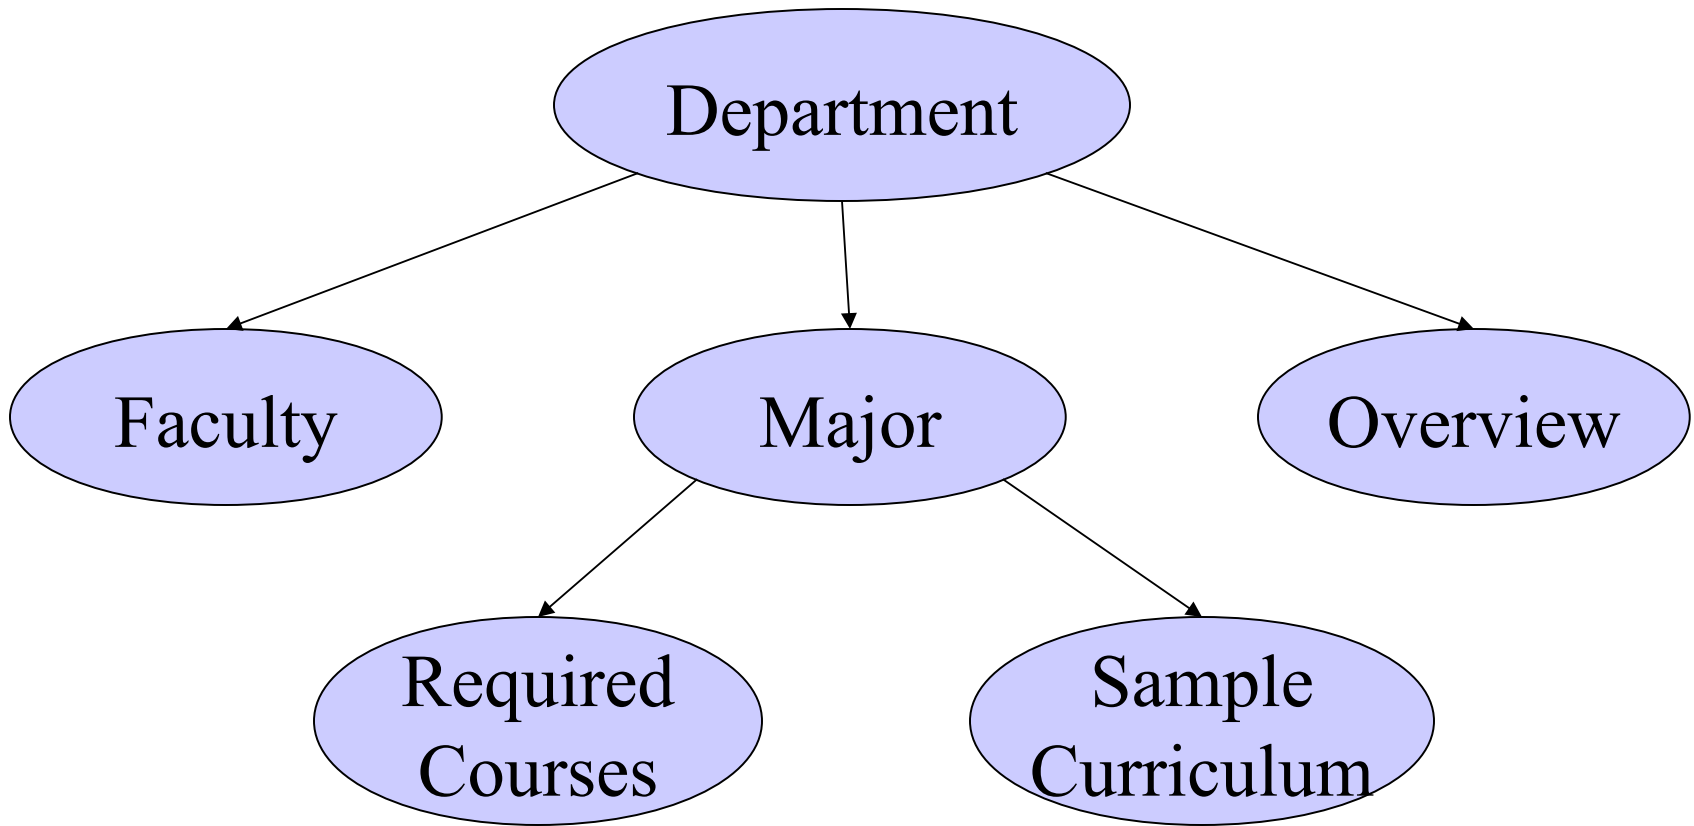 Department
Faculty
Major
Overview
Required
Courses
Sample
Curriculum